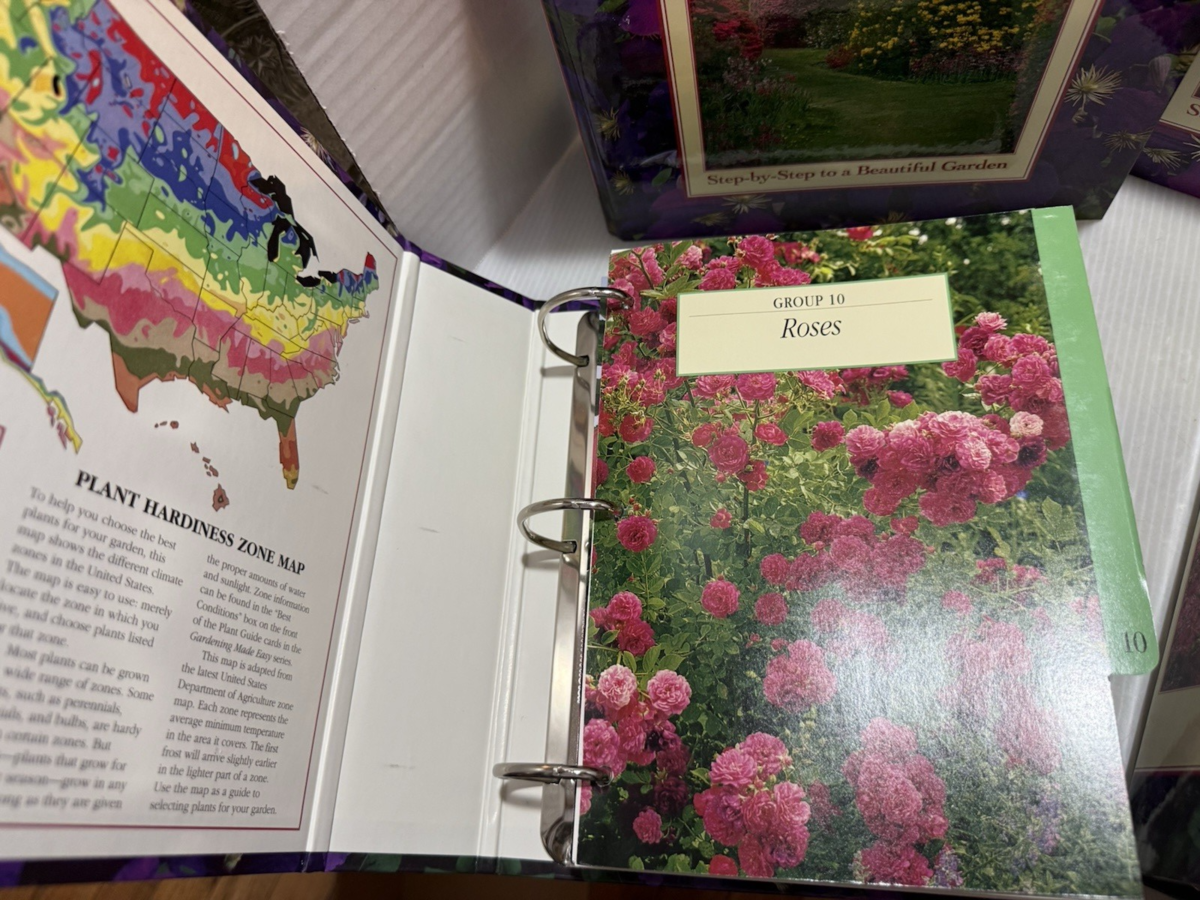 Step-by-Step to a Beautiful Garden
GROUP 10
Roses
10
PLANT HARDINESS ZONE MAP
To help you choose the best
plants for your garden, this
map shows the different climate
zones in the United States.
The map is easy to use: merely
locate the zone in which you
and choose plants listed
that zone.
Most plants can be grown
wide range of zones. Some
such as perennials,
and bulbs, are hardy
certain zones. But
plants that grow for
season—grow in any
as they are given
the proper amounts of water
and sunlight. Zone information
can be found in the "Best
Conditions" box on the front
of the Plant Guide cards in the
Gardening Made Easy series.
This map is adapted from
the latest United States
Department of Agriculture zone
map. Each zone represents the
average minimum temperature
in the area it covers. The first
frost will arrive slightly earlier
in the lighter part of a zone.
Use the map as a guide to
selecting plants for your garden.